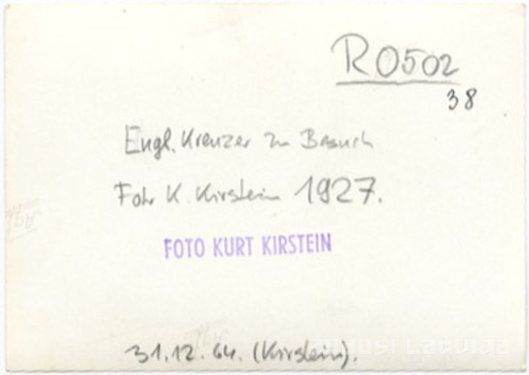 R0502
38
Engl. Kreuzer zu Besuch
Foto K. Kirstein 1927.
FOTO KURT KIRSTEIN
31.12.64. (Kirstein).